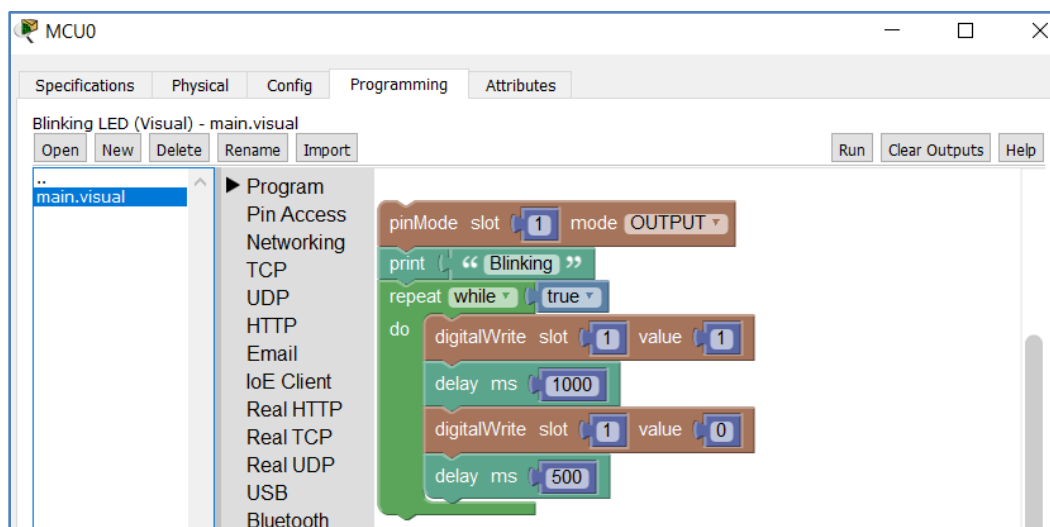 MCU0
Specifications Physical Config Programming Attributes
Blinking LED (Visual) - main.visual
Open New Delete Rename Import Run Clear Outputs Help
..
main.visual
Program
Pin Access
Networking
TCP
UDP
HTTP
Email
IoE Client
Real HTTP
Real TCP
Real UDP
USB
Bluetooth
pinMode slot 1 mode OUTPUT
print “ Blinking ”
repeat while true
do digitalWrite slot 1 value 1
delay ms 1000
digitalWrite slot 1 value 0
delay ms 500